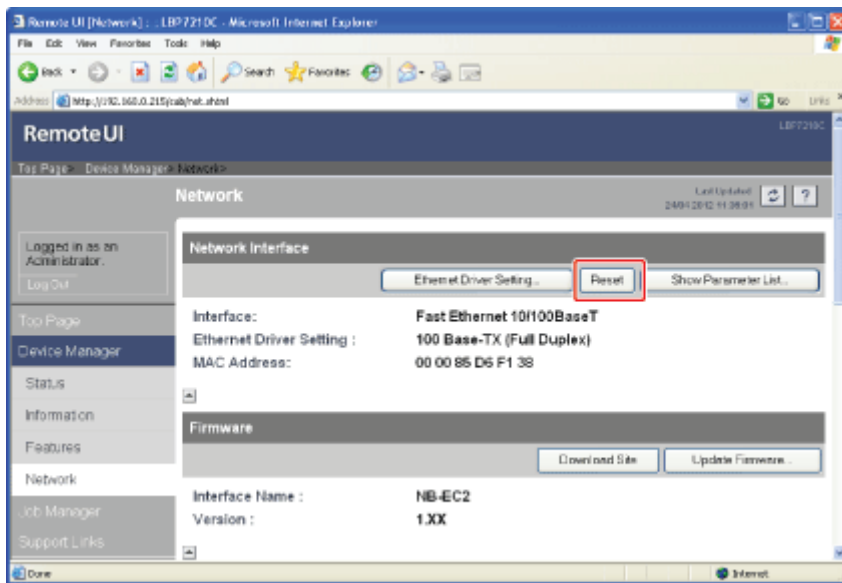 Remote UI [Network] : : LBP7210C - Microsoft Internet Explorer
File Edit View Favorites Tools Help
Back Search Favorites
Address http://192.168.0.215/cab/net.shtml Go Links
LBP7210C
Remote UI
Top Page> Device Manager> Network>
Network
Last Updated:
24/04/2012 11:
Logged in as an
Administrator.
Log Out
Network Interface
Ethernet Driver Setting.. Reset Show Parameter List..
Top Page
Device Manager
Status
Information
Features
Network
Job Manager
Support Links
Interface: Fast Ethernet 10/100BaseT
Ethernet Driver Setting : 100 Base-TX (Full Duplex)
MAC Address: 00 00 85 D6 F1 38
Firmware
Download Site Update Firmware..
Interface Name : NB-EC2
Version : 1.XX
Done Internet